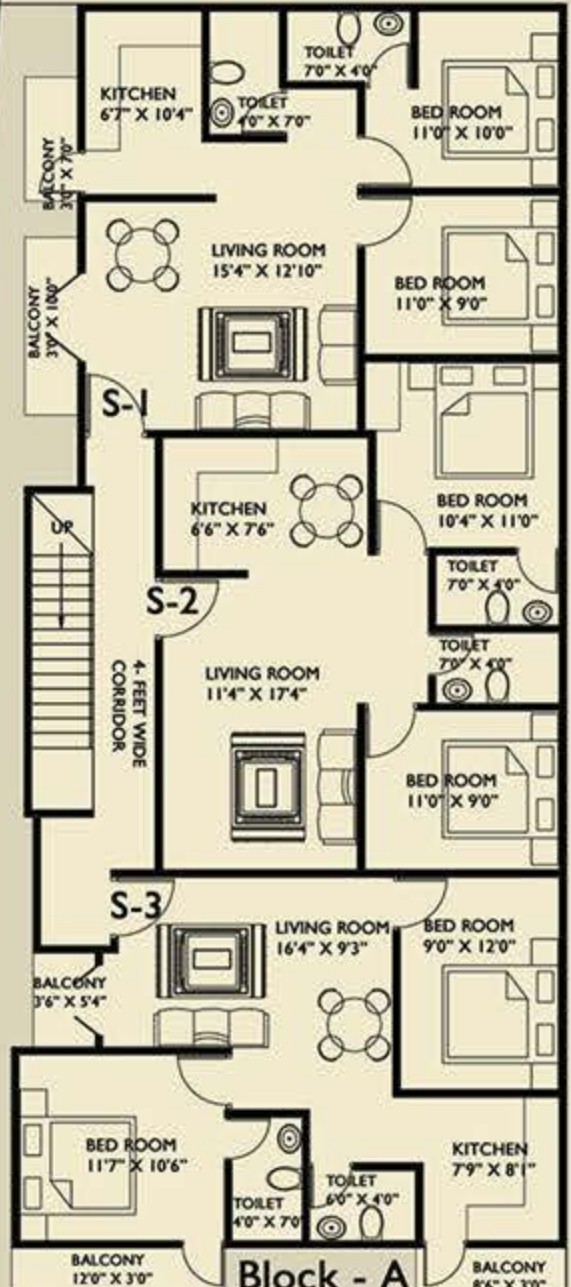 TOILET
7'0" X 4'0"
KITCHEN
6'7" X 10'4"
TOILET
4'0" X 7'0"
BED ROOM
11'0" X 10'0"
BALCONY
3'0" X 7'0"
LIVING ROOM
15'4" X 12'10"
BED ROOM
11'0" X 9'0"
BALCONY
3'0" X 10'0"
S-1
KITCHEN
6'6" X 7'6"
BED ROOM
10'4" X 11'0"
UP
TOILET
7'0" X 4'0"
S-2
TOILET
7'0" X 4'0"
4- FEET WIDE
CORRIDOR
LIVING ROOM
11'4" X 17'4"
BED ROOM
11'0" X 9'0"
S-3
LIVING ROOM
16'4" X 9'3"
BED ROOM
9'0" X 12'0"
BALCONY
3'6" X 5'4"
BED ROOM
11'7" X 10'6"
KITCHEN
7'9" X 8'1"
TOILET
4'0" X 7'0"
TOILET
6'0" X 4'0"
BALCONY
12'0" X 3'0"
Block - A
BALCONY
8'6" X 3'0"